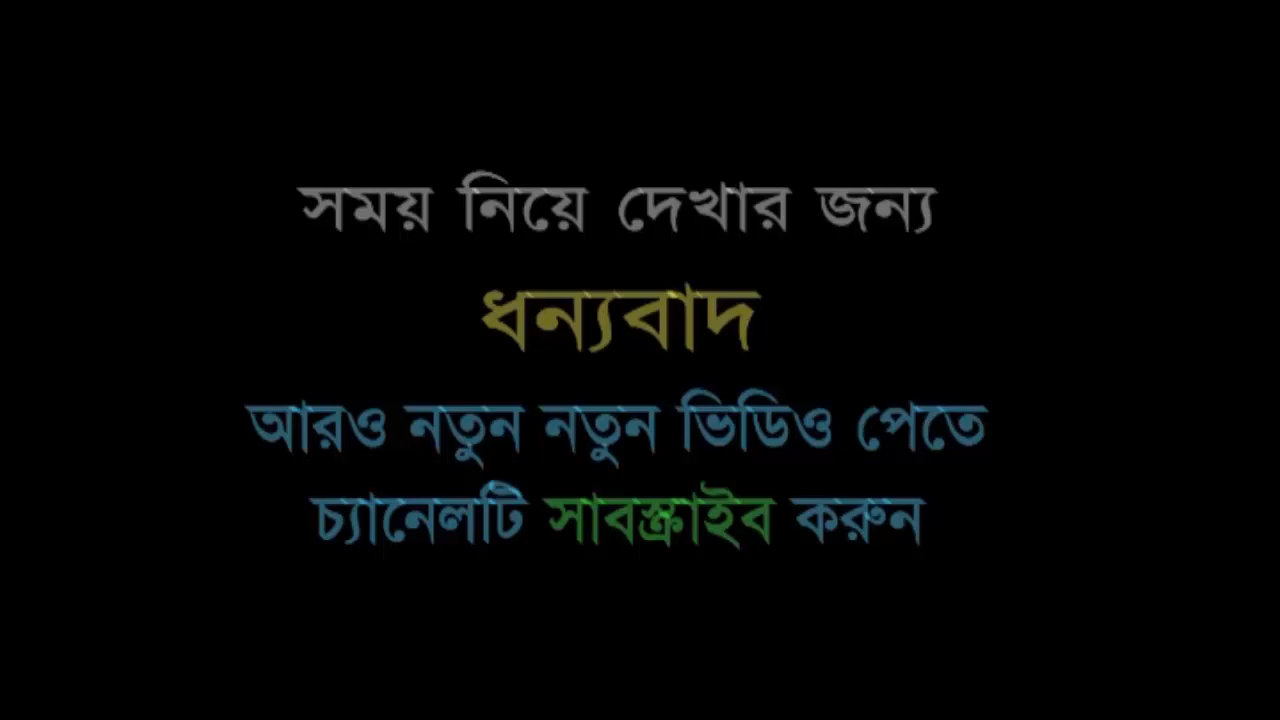 সময় নিয়ে দেখার জন্য
ধন্যবাদ
আরও নতুন নতুন ভিডিও পেতে
চ্যানেলটি সাবস্ক্রাইব করুন